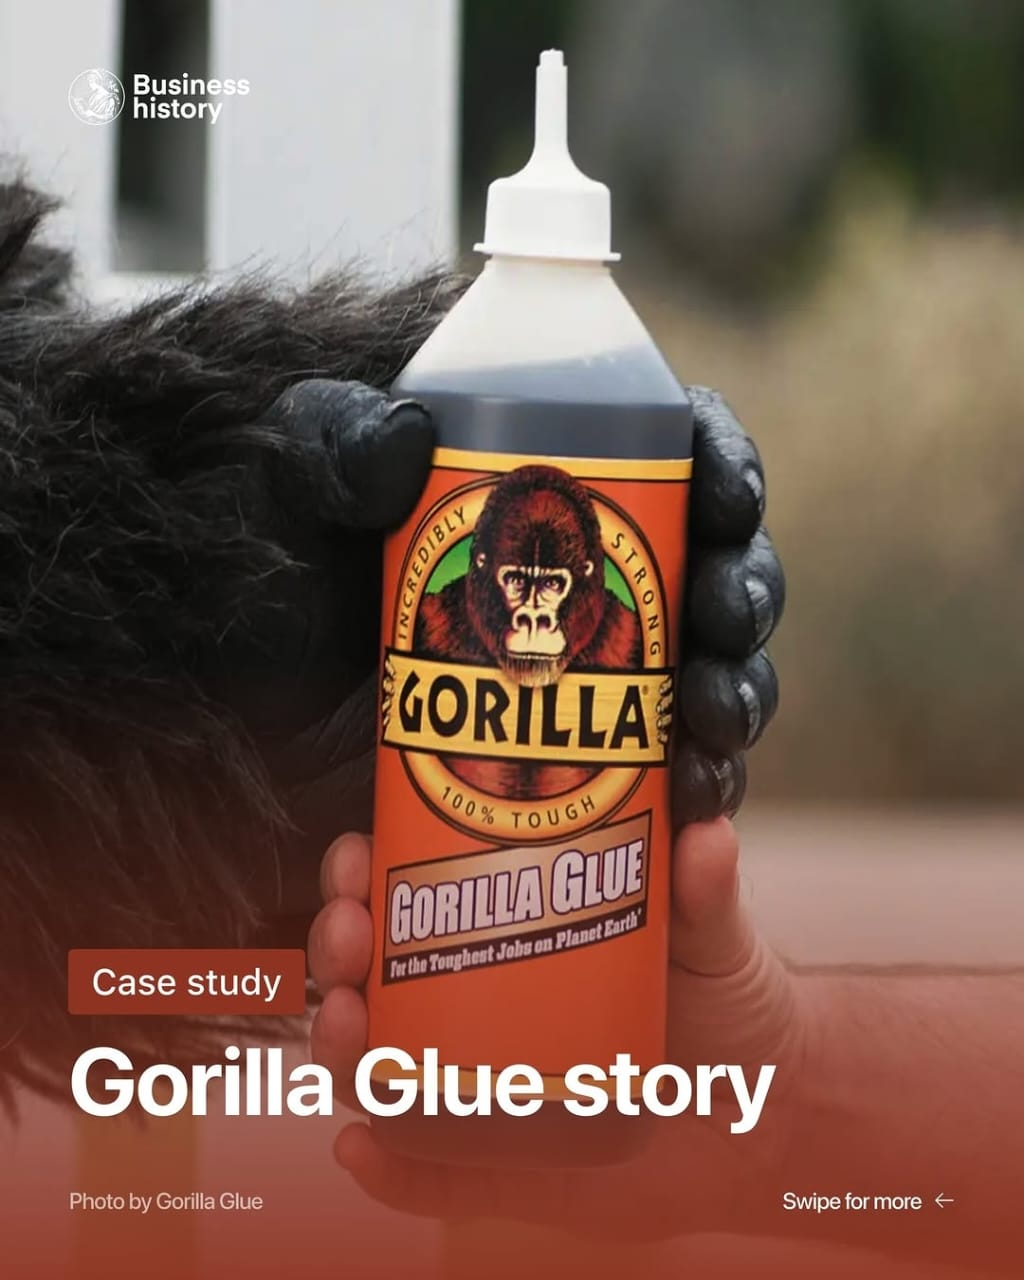 Business
history
INCREDIBLY STRONG
GORILLA®
100% TOUGH
GORILLA GLUE
For the Toughest Jobs on Planet Earth®
Case study
Gorilla Glue story
Photo by Gorilla Glue
Swipe for more ←